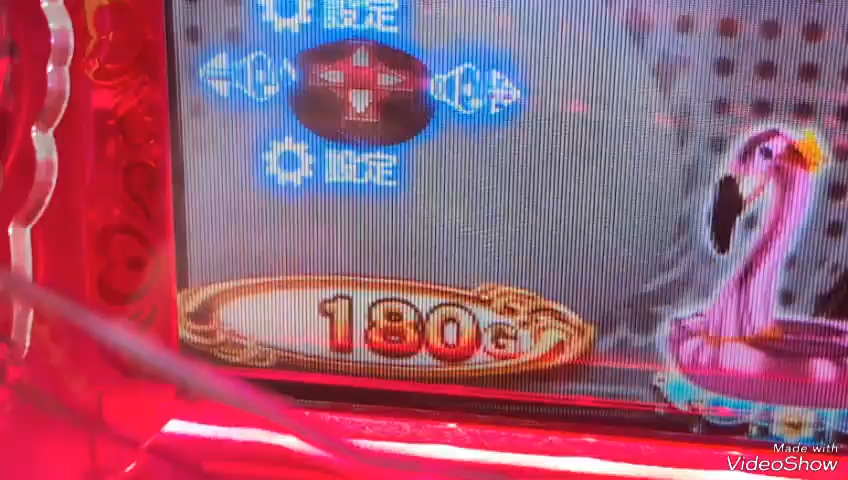 設定
設定
180G
Made with
VideoShow